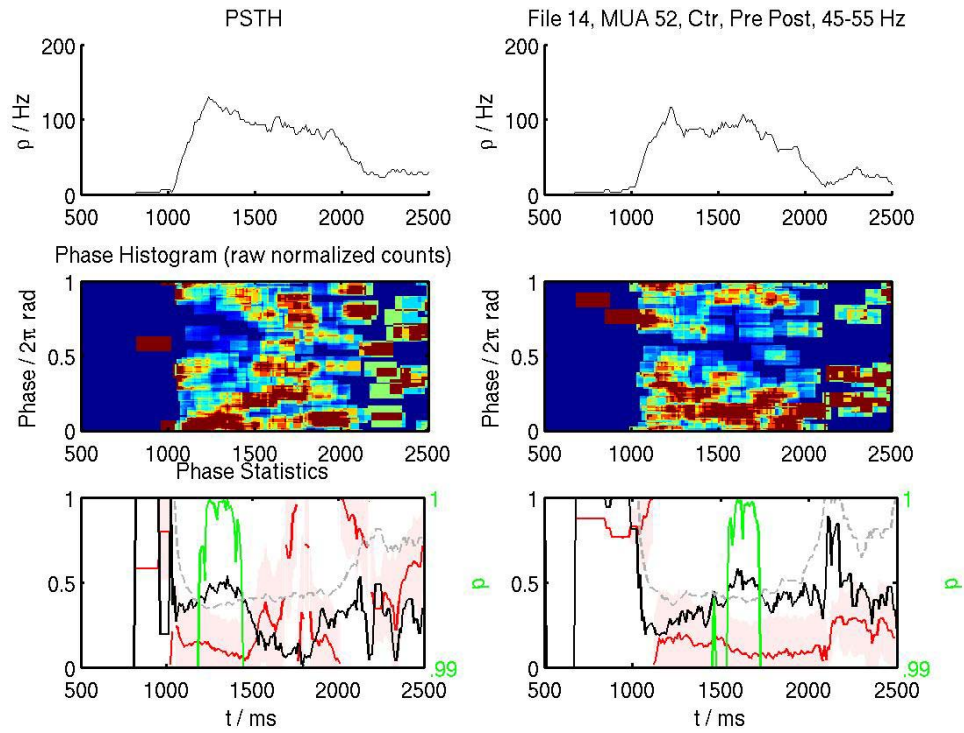 PSTH
File 14, MUA 52, Ctr, Pre Post, 45-55 Hz
200
100
0
ρ / Hz
500 1000 1500 2000 2500
200
100
0
ρ / Hz
500 1000 1500 2000 2500
Phase Histogram (raw normalized counts)
1
0.5
0
Phase / 2π rad
500 1000 1500 2000 2500
1
0.5
0
Phase / 2π rad
500 1000 1500 2000 2500
Phase Statistics
1
0.5
0
1
p
.99
500 1000 1500 2000 2500
t / ms
1
0.5
0
1
p
.99
500 1000 1500 2000 2500
t / ms